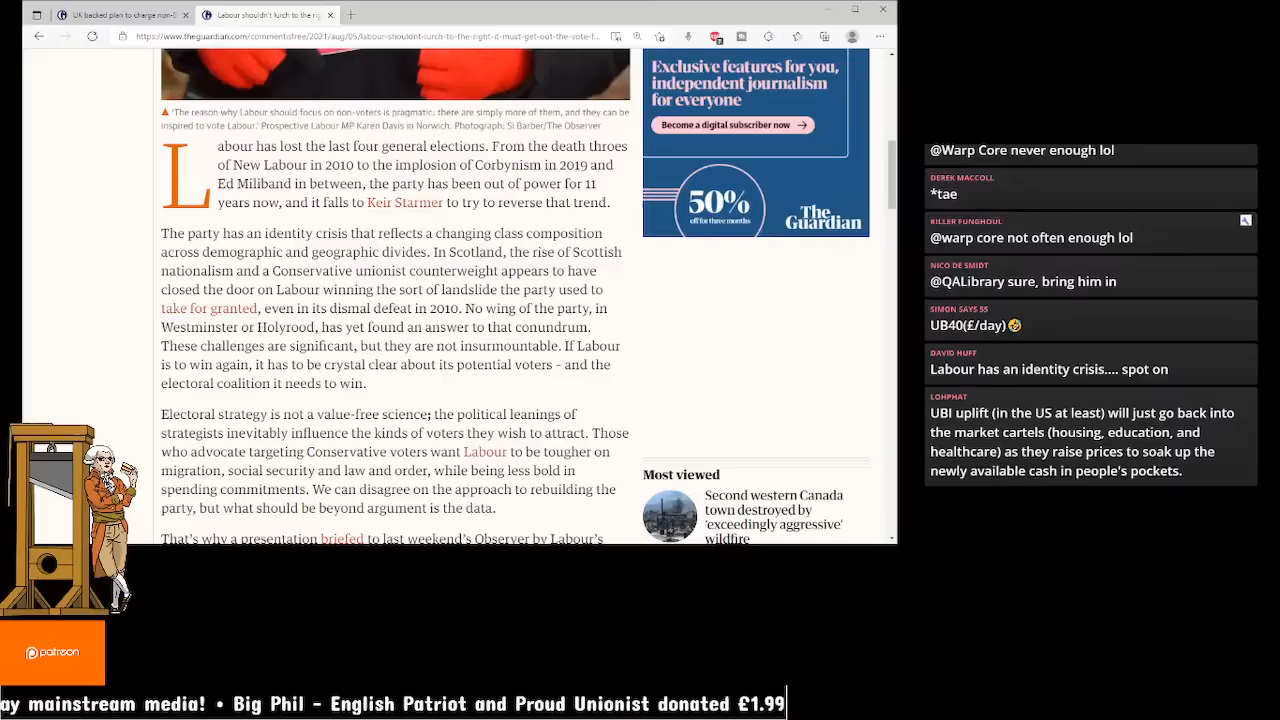 UK backed plan to charge non-E
Labour shouldn't lurch to the rig
https://www.theguardian.com/commentisfree/2021/aug/05/labour-shouldnt-lurch-to-the-right-it-must-get-out-the-vote-f...
'The reason why Labour should focus on non-voters is pragmatic: there are simply more of them, and they can be
inspired to vote Labour.' Prospective Labour MP Karen Davis in Norwich. Photograph: Si Barber/The Observer
Labour has lost the last four general elections. From the death throes
of New Labour in 2010 to the implosion of Corbynism in 2019 and
Ed Miliband in between, the party has been out of power for 11
years now, and it falls to Keir Starmer to try to reverse that trend.
The party has an identity crisis that reflects a changing class composition
across demographic and geographic divides. In Scotland, the rise of Scottish
nationalism and a Conservative unionist counterweight appears to have
closed the door on Labour winning the sort of landslide the party used to
take for granted, even in its dismal defeat in 2010. No wing of the party, in
Westminster or Holyrood, has yet found an answer to that conundrum.
These challenges are significant, but they are not insurmountable. If Labour
is to win again, it has to be crystal clear about its potential voters – and the
electoral coalition it needs to win.
Electoral strategy is not a value-free science; the political leanings of
strategists inevitably influence the kinds of voters they wish to attract. Those
who advocate targeting Conservative voters want Labour to be tougher on
migration, social security and law and order, while being less bold in
spending commitments. We can disagree on the approach to rebuilding the
party, but what should be beyond argument is the data.
That's why a presentation briefed to last weekend's Observer by Labour's
Exclusive features for you,
independent journalism
for everyone
Become a digital subscriber now →
50%
off for three months
The
Guardian
Most viewed
Second western Canada
town destroyed by
'exceedingly aggressive'
wildfire
@Warp Core never enough lol
DEREK MACCOLL
*tae
KILLER FUNGHOUL
@warp core not often enough lol
NICO DE SMIDT
@QALibrary sure, bring him in
SIMON SAYS 55
UB40(£/day)🤣
DAVID HUFF
Labour has an identity crisis.... spot on
LOHPHAT
UBI uplift (in the US at least) will just go back into
the market cartels (housing, education, and
healthcare) as they raise prices to soak up the
newly available cash in people's pockets.
patreon
ay mainstream media! • Big Phil - English Patriot and Proud Unionist donated £1.99